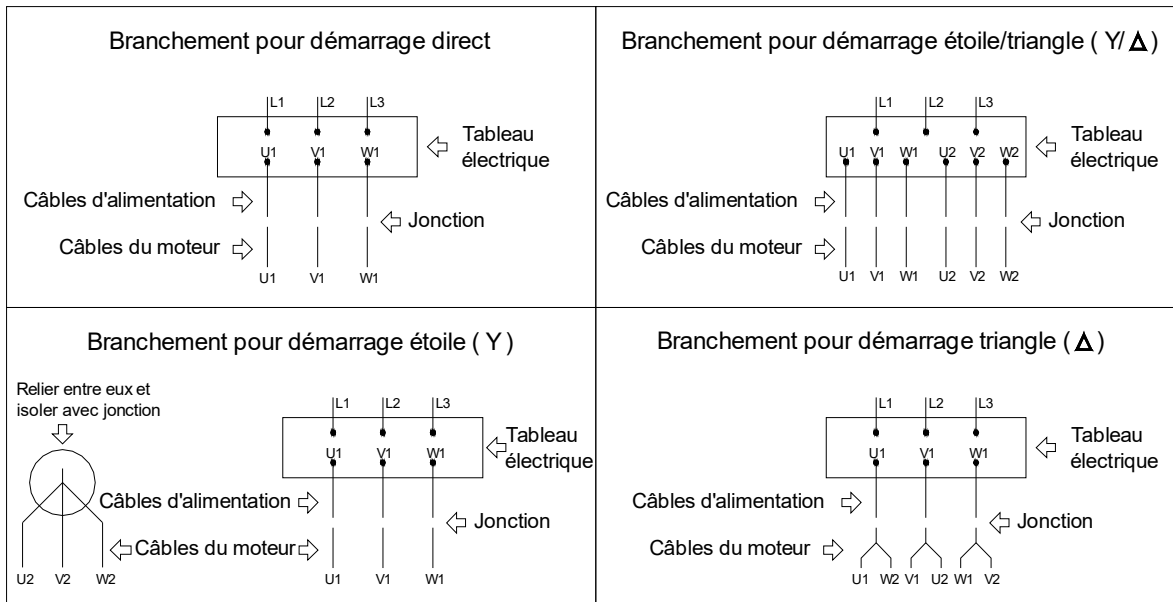 Branchement pour démarrage direct
L1 L2 L3
U1 V1 W1
Tableau
électrique
Câbles d'alimentation
Jonction
Câbles du moteur
U1 V1 W1
Branchement pour démarrage étoile/triangle ( Y/Δ)
L1 L2 L3
U1 V1 W1 U2 V2 W2
Tableau
électrique
Câbles d'alimentation
Jonction
Câbles du moteur
U1 V1 W1 U2 V2 W2
Branchement pour démarrage étoile ( Y )
Relier entre eux et
isoler avec jonction
L1 L2 L3
U1 V1 W1
Tableau
électrique
Câbles d'alimentation
Jonction
Câbles du moteur
U2 V2 W2
U1 V1 W1
Branchement pour démarrage triangle (Δ)
L1 L2 L3
U1 V1 W1
Tableau
électrique
Câbles d'alimentation
Jonction
Câbles du moteur
U1 W2 V1 U2 W1 V2